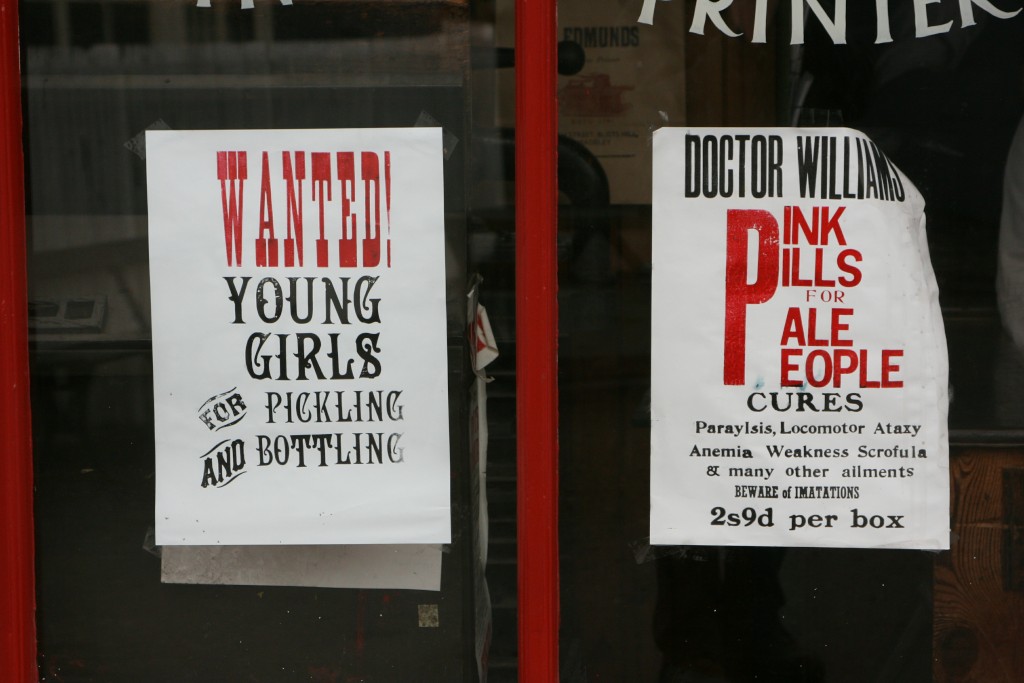 PRINTER
EDMUNDS
WANTED!
YOUNG
GIRLS
FOR PICKLING
AND BOTTLING
DOCTOR WILLIAMS
PINK
PILLS
FOR
PALE
PEOPLE
CURES
Paraylsis, Locomotor Ataxy
Anemia Weakness Scrofula
& many other ailments
BEWARE of IMATATIONS
2s9d per box